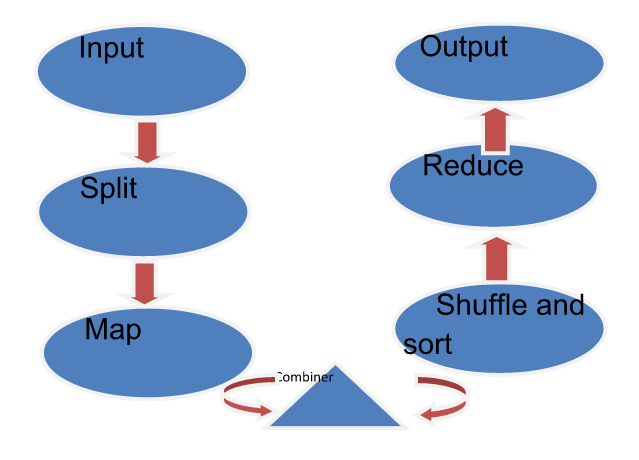 Input
Split
Map
Combiner
Shuffle and
sort
Reduce
Output